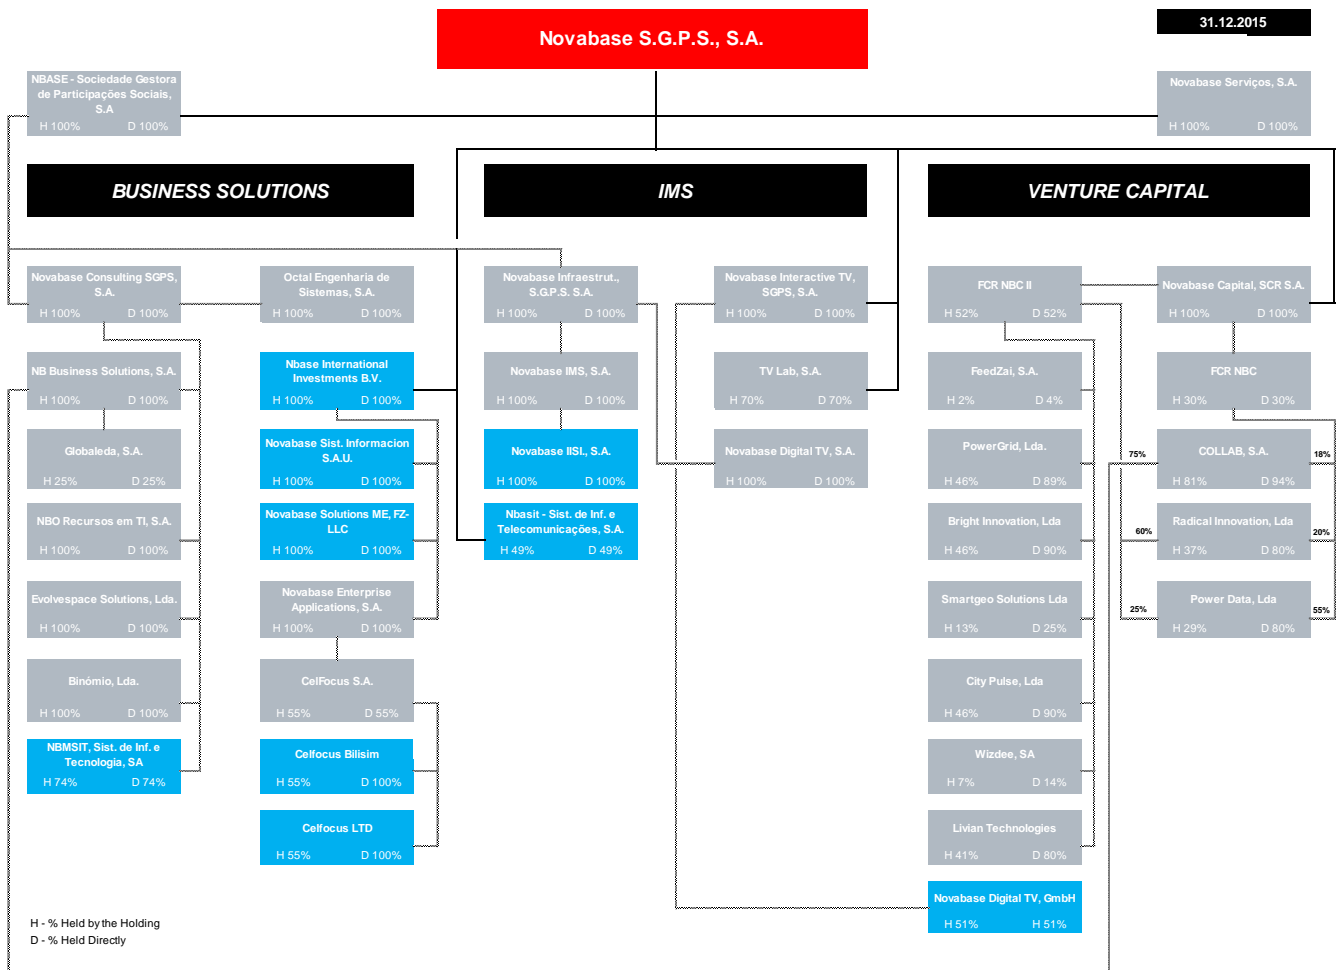 Novabase S.G.P.S., S.A.
31.12.2015
NBASE - Sociedade Gestora
de Participações Sociais,
S.A
H 100% D 100%
Novabase Serviços, S.A.
H 100% D 100%
BUSINESS SOLUTIONS
IMS
VENTURE CAPITAL
Novabase Consulting SGPS,
S.A.
H 100% D 100%
Octal Engenharia de
Sistemas, S.A.
H 100% D 100%
Novabase Infraestrut.,
S.G.P.S. S.A.
H 100% D 100%
Novabase Interactive TV,
SGPS, S.A.
H 100% D 100%
FCR NBC II
H 52% D 52%
Novabase Capital, SCR S.A.
H 100% D 100%
NB Business Solutions, S.A.
H 100% D 100%
Nbase International
Investments B.V.
H 100% D 100%
Novabase IMS, S.A.
H 100% D 100%
TV Lab, S.A.
H 70% D 70%
FeedZai, S.A.
H 2% D 4%
FCR NBC
H 30% D 30%
Globaleda, S.A.
H 25% D 25%
Novabase Sist. Informacion
S.A.U.
H 100% D 100%
Novabase IISI., S.A.
H 100% D 100%
Novabase Digital TV, S.A.
H 100% D 100%
PowerGrid, Lda.
H 46% D 89%
75%
COLLAB, S.A.
H 81% D 94%
18%
NBO Recursos em TI, S.A.
H 100% D 100%
Novabase Solutions ME, FZ-
LLC
H 100% D 100%
Nbasit - Sist. de Inf. e
Telecomunicações, S.A.
H 49% D 49%
Bright Innovation, Lda
H 46% D 90%
60%
Radical Innovation, Lda
H 37% D 80%
20%
Evolvespace Solutions, Lda.
H 100% D 100%
Novabase Enterprise
Applications, S.A.
H 100% D 100%
Smartgeo Solutions Lda
H 13% D 25%
25%
Power Data, Lda
H 29% D 80%
55%
Binómio, Lda.
H 100% D 100%
CelFocus S.A.
H 55% D 55%
City Pulse, Lda
H 46% D 90%
NBMSIT, Sist. de Inf. e
Tecnologia, SA
H 74% D 74%
Celfocus Bilisim
H 55% D 100%
Wizdee, SA
H 7% D 14%
Celfocus LTD
H 55% D 100%
Livian Technologies
H 41% D 80%
Novabase Digital TV, GmbH
H 51% H 51%
H - % Held by the Holding
D - % Held Directly